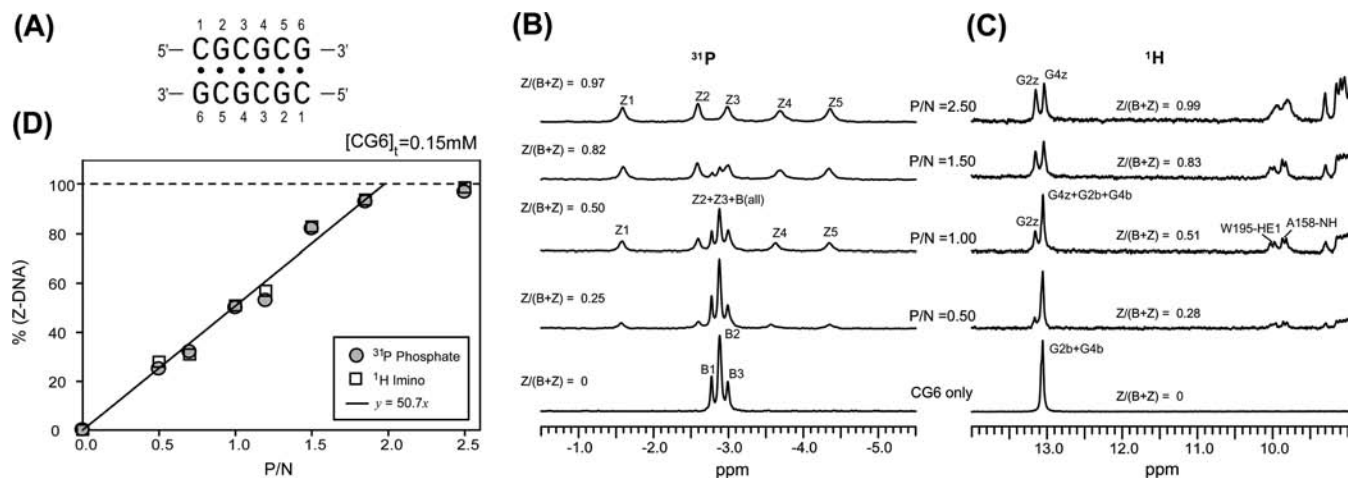 (A)
1 2 3 4 5 6
5'— CGCGCG —3'
3'— GCGCGC —5'
6 5 4 3 2 1
(D)
[CG6]t=0.15mM
% (Z-DNA)
100
80
60
40
20
0
31P Phosphate
1H Imino
y = 50.7x
0.0 0.5 1.0 1.5 2.0 2.5
P/N
(B)
31P
Z/(B+Z) = 0.97
Z1 Z2 Z3 Z4 Z5
Z/(B+Z) = 0.82
Z/(B+Z) = 0.50
Z2+Z3+B(all)
Z1 Z4 Z5
Z/(B+Z) = 0.25
Z/(B+Z) = 0
B2
B1 B3
-1.0 -2.0 -3.0 -4.0 -5.0
ppm
P/N =2.50
P/N =1.50
P/N =1.00
P/N =0.50
CG6 only
(C)
1H
G2z G4z
Z/(B+Z) = 0.99
Z/(B+Z) = 0.83
G4z+G2b+G4b
G2z
Z/(B+Z) = 0.51
W195-HE1 A158-NH
Z/(B+Z) = 0.28
G2b+G4b
Z/(B+Z) = 0
13.0 12.0 11.0 10.0
ppm